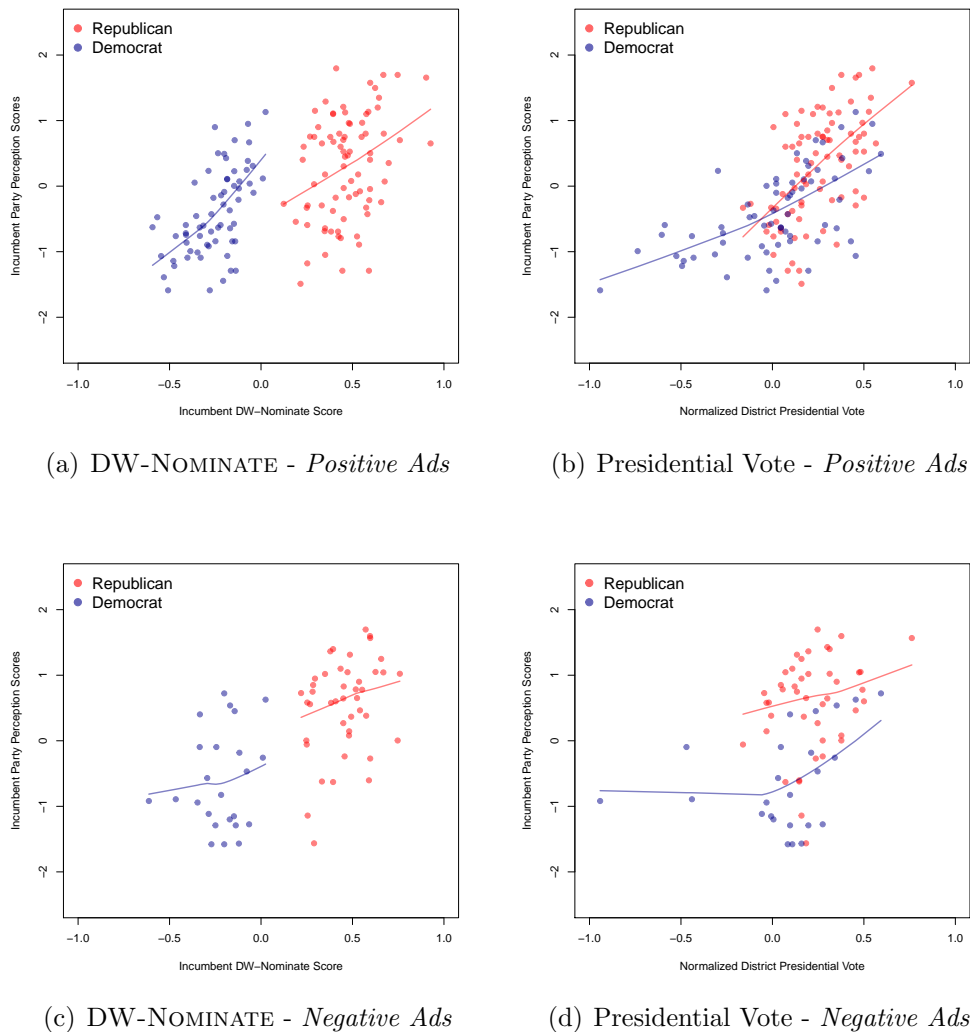 Republican
Democrat
Incumbent Party Perception Scores
2
1
0
−1
−2
−1.0 −0.5 0.0 0.5 1.0
Incumbent DW−Nominate Score
(a) DW-NOMINATE - Positive Ads
Republican
Democrat
Incumbent Party Perception Scores
2
1
0
−1
−2
−1.0 −0.5 0.0 0.5 1.0
Normalized District Presidential Vote
(b) Presidential Vote - Positive Ads
Republican
Democrat
Incumbent Party Perception Scores
2
1
0
−1
−2
−1.0 −0.5 0.0 0.5 1.0
Incumbent DW−Nominate Score
(c) DW-NOMINATE - Negative Ads
Republican
Democrat
Incumbent Party Perception Scores
2
1
0
−1
−2
−1.0 −0.5 0.0 0.5 1.0
Normalized District Presidential Vote
(d) Presidential Vote - Negative Ads